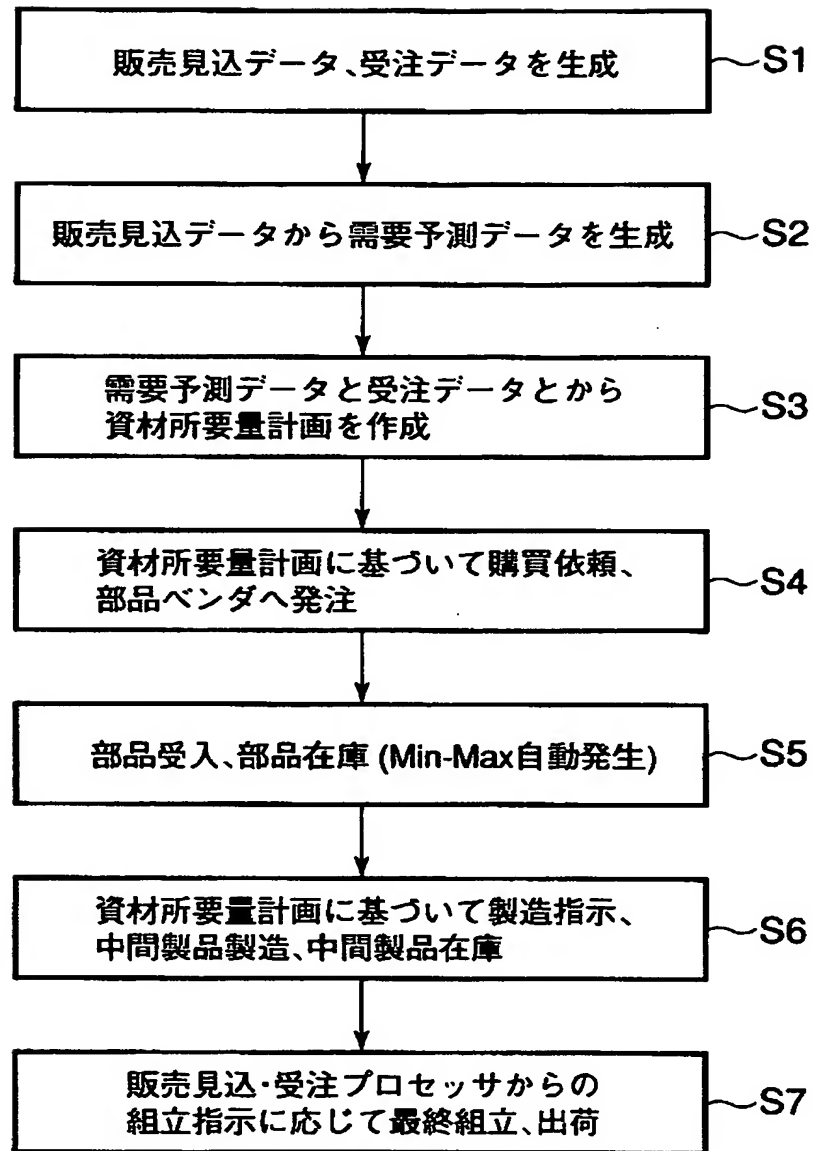 販売見込データ、受注データを生成
S1
販売見込データから需要予測データを生成
S2
需要予測データと受注データとから
資材所要量計画を作成
S3
資材所要量計画に基づいて購買依頼、
部品ベンダへ発注
S4
部品受入、部品在庫 (Min-Max自動発生)
S5
資材所要量計画に基づいて製造指示、
中間製品製造、中間製品在庫
S6
販売見込・受注プロセッサからの
組立指示に応じて最終組立、出荷
S7